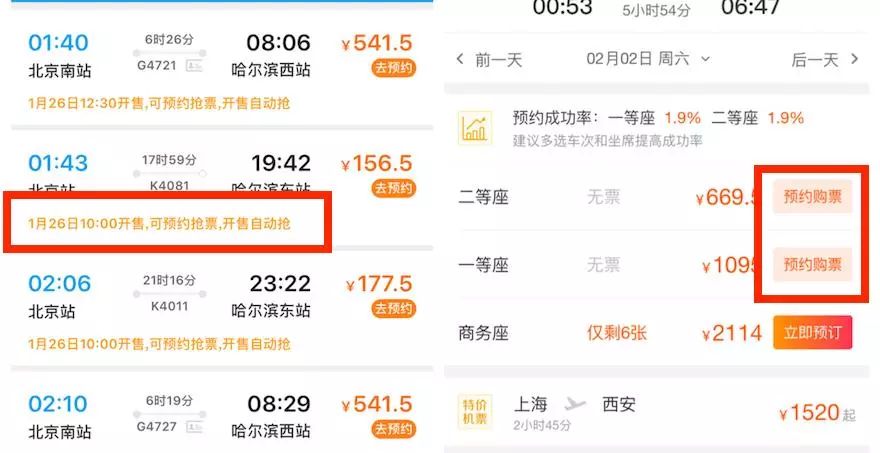 01:40 6时26分 08:06 ¥541.5
北京南站 G4721 哈尔滨西站 去预约
1月26日12:30开售,可预约抢票,开售自动抢
01:43 17时59分 19:42 ¥156.5
北京站 K4081 哈尔滨东站 去预约
1月26日10:00开售,可预约抢票,开售自动抢
02:06 21时16分 23:22 ¥177.5
北京站 K4011 哈尔滨东站 去预约
1月26日10:00开售,可预约抢票,开售自动抢
02:10 6时19分 08:29 ¥541.5
北京南站 G4727 哈尔滨西站 去预约
00:53 5小时54分 06:47
前一天 02月02日 周六 后一天
预约成功率: 一等座 1.9% 二等座 1.9%
建议多选车次和坐席提高成功率
二等座 无票 ¥669.5 预约购票
一等座 无票 ¥1095 预约购票
商务座 仅剩6张 ¥2114 立即预订
特价机票 上海 西安 ¥1520起
2小时45分